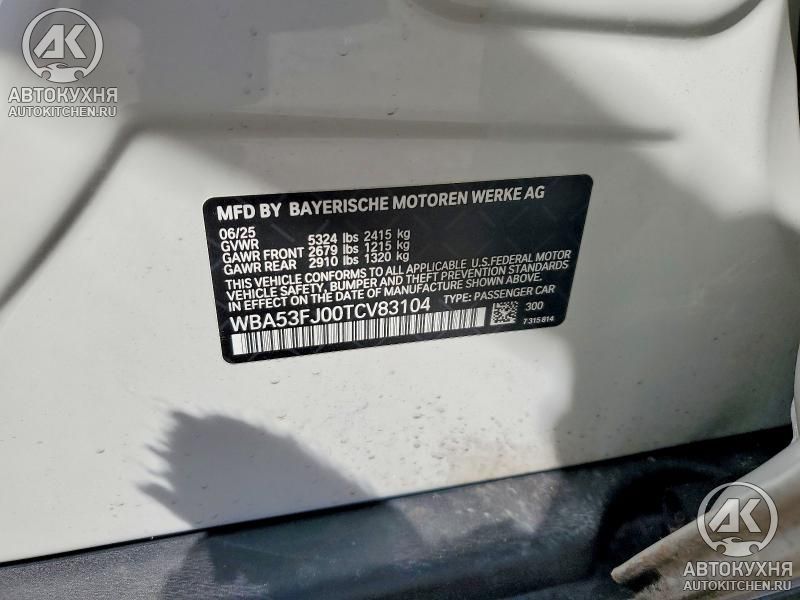 AK
АВТОКУХНЯ
AUTOKITCHEN.RU
MFD BY BAYERISCHE MOTOREN WERKE AG
06/25
GVWR 5324 lbs 2415 kg
GAWR FRONT 2679 lbs 1215 kg
GAWR REAR 2910 lbs 1320 kg
THIS VEHICLE CONFORMS TO ALL APPLICABLE U.S.FEDERAL MOTOR
VEHICLE SAFETY, BUMPER AND THEFT PREVENTION STANDARDS
IN EFFECT ON THE DATE OF MANUFACTURE SHOWN ABOVE.
WBA53FJ00TCV83104 TYPE: PASSENGER CAR
300
7315814
AK
АВТОКУХНЯ
AUTOKITCHEN.RU